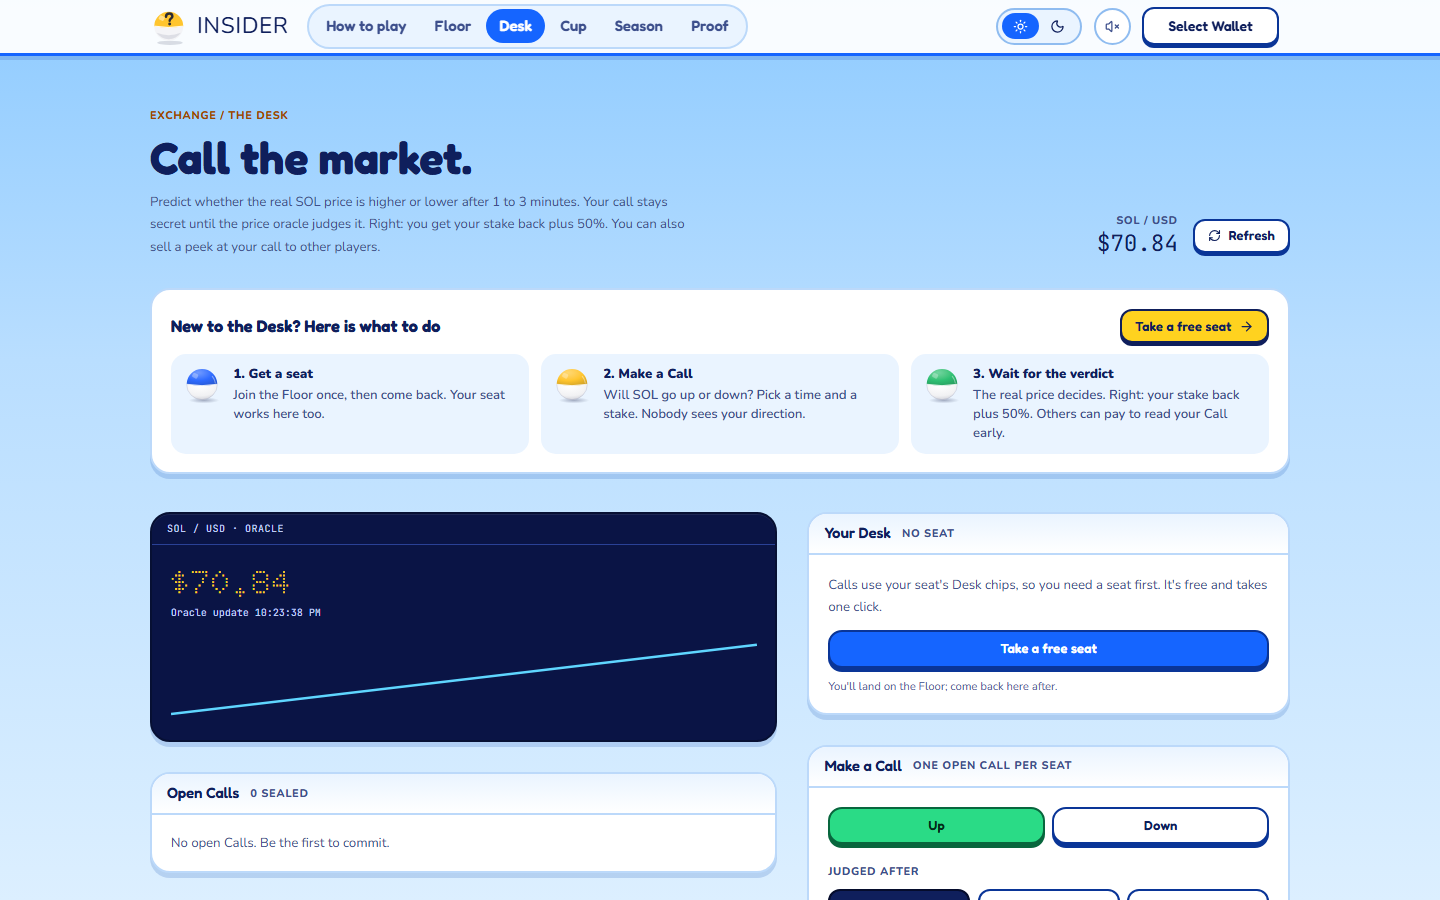 ?
INSIDER
How to play
Floor
Desk
Cup
Season
Proof
Select Wallet
EXCHANGE / THE DESK
Call the market.
Predict whether the real SOL price is higher or lower after 1 to 3 minutes. Your call stays
secret until the price oracle judges it. Right: you get your stake back plus 50%. You can also
sell a peek at your call to other players.
SOL / USD
$70.84
Refresh
New to the Desk? Here is what to do
Take a free seat
1. Get a seat
Join the Floor once, then come back. Your seat
works here too.
2. Make a Call
Will SOL go up or down? Pick a time and a
stake. Nobody sees your direction.
3. Wait for the verdict
The real price decides. Right: your stake back
plus 50%. Others can pay to read your Call
early.
SOL / USD · ORACLE
$70.84
Oracle update 10:23:38 PM
Open Calls 0 SEALED
No open Calls. Be the first to commit.
Your Desk NO SEAT
Calls use your seat's Desk chips, so you need a seat first. It's free and takes
one click.
Take a free seat
You'll land on the Floor; come back here after.
Make a Call ONE OPEN CALL PER SEAT
Up
Down
JUDGED AFTER